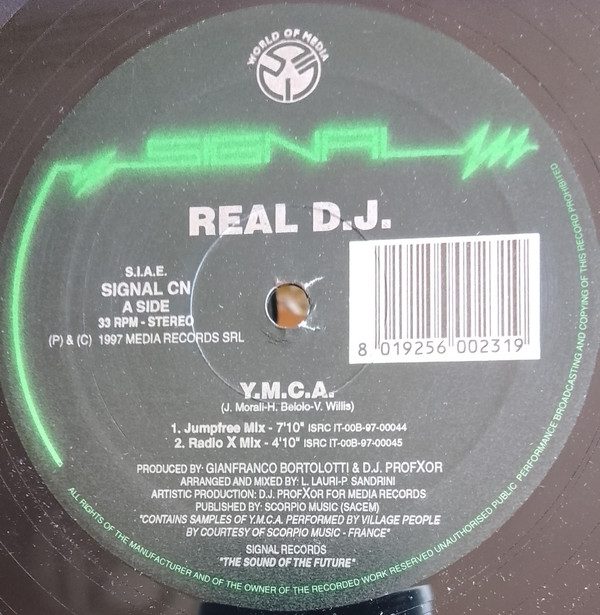 WORLD OF MEDIA
SIGNAL
REAL D.J.
S.I.A.E.
SIGNAL CN
A SIDE
33 RPM - STEREO
(P) & (C) 1997 MEDIA RECORDS SRL
8 019256 002319
Y.M.C.A.
(J. Morali-H. Belolo-V. Willis)
1. Jumpfree Mix - 7'10" ISRC IT-00B-97-00044
2. Radio X Mix - 4'10" ISRC IT-00B-97-00045
PRODUCED BY: GIANFRANCO BORTOLOTTI & D.J. PROFXOR
ARRANGED AND MIXED BY: L. LAURI-P SANDRINI
ARTISTIC PRODUCTION: D.J. PROFXOR FOR MEDIA RECORDS
PUBLISHED BY: SCORPIO MUSIC (SACEM)
"CONTAINS SAMPLES OF Y.M.C.A. PERFORMED BY VILLAGE PEOPLE
BY COURTESY OF SCORPIO MUSIC - FRANCE"
SIGNAL RECORDS
"THE SOUND OF THE FUTURE"
ALL RIGHTS OF THE MANUFACTURER AND OF THE OWNER OF THE RECORDED WORK RESERVED UNAUTHORISED PUBLIC PERFORMANCE BROADCASTING AND COPYING OF THIS RECORD PROHIBITED